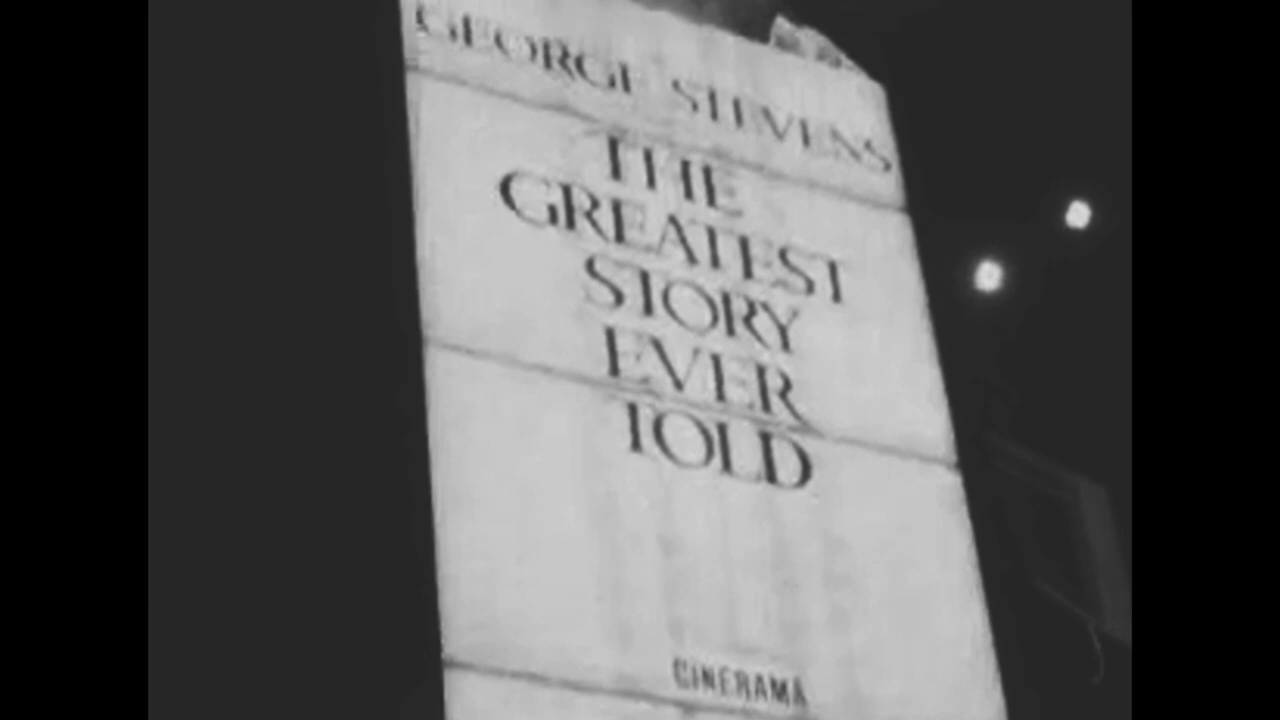 GEORGE STEVENS
THE
GREATEST
STORY
EVER
TOLD
CINERAMA